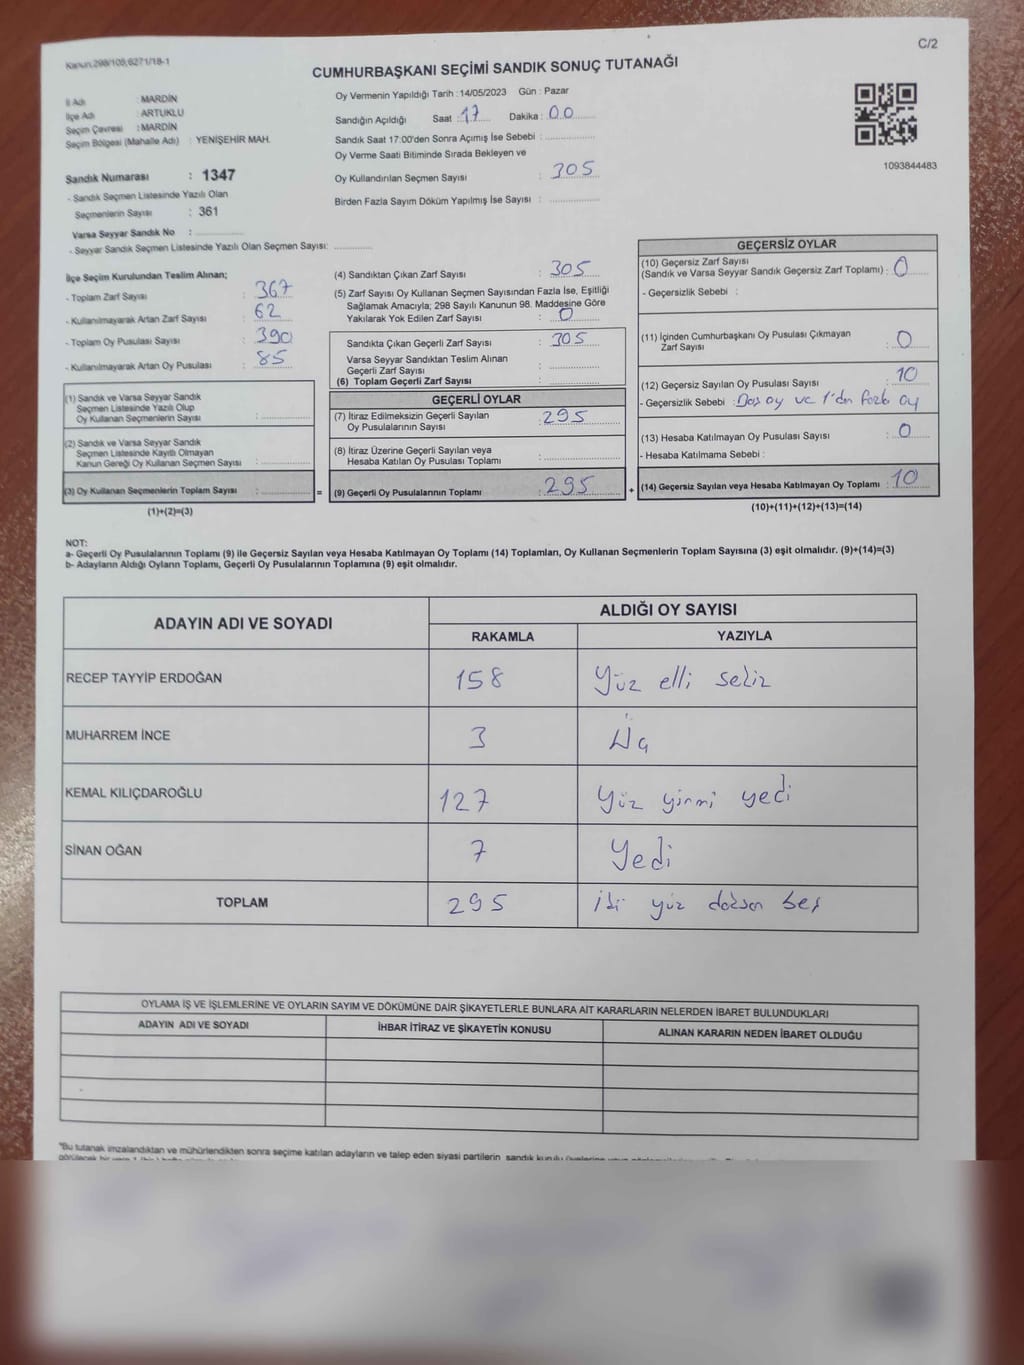 C/2
Kanun.298/105;6271/18-1
CUMHURBAŞKANI SEÇİMİ SANDIK SONUÇ TUTANAĞI
İl Adı : MARDİN
İlçe Adı : ARTUKLU
Seçim Çevresi : MARDİN
Seçim Bölgesi (Mahalle Adı) : YENİŞEHİR MAH.
Sandık Numarası : 1347
- Sandık Seçmen Listesinde Yazılı Olan
Seçmenlerin Sayısı : 361
Varsa Seyyar Sandık No :
- Seyyar Sandık Seçmen Listesinde Yazılı Olan Seçmen Sayısı:
Oy Vermenin Yapıldığı Tarih : 14/05/2023 Gün : Pazar
Sandığın Açıldığı Saat : 17 Dakika : 00
Sandık Saat 17:00'den Sonra Açımış İse Sebebi :
Oy Verme Saati Bitiminde Sırada Bekleyen ve
Oy Kullandırılan Seçmen Sayısı : 305
Birden Fazla Sayım Döküm Yapılmış İse Sayısı :
1093844483
İlçe Seçim Kurulundan Teslim Alınan;
- Toplam Zarf Sayısı : 367
- Kullanılmayarak Artan Zarf Sayısı : 62
- Toplam Oy Pusulası Sayısı : 390
- Kullanılmayarak Artan Oy Pusulası : 85
(1) Sandık ve Varsa Seyyar Sandık
Seçmen Listesinde Yazılı Olup
Oy Kullanan Seçmenlerin Sayısı :
(2) Sandık ve Varsa Seyyar Sandık
Seçmen Listesinde Kayıtlı Olmayan
Kanun Gereği Oy Kullanan Seçmen Sayısı :
(3) Oy Kullanan Seçmenlerin Toplam Sayısı :
(1)+(2)=(3)
(4) Sandıktan Çıkan Zarf Sayısı : 305
(5) Zarf Sayısı Oy Kullanan Seçmen Sayısından Fazla İse, Eşitliği
Sağlamak Amacıyla; 298 Sayılı Kanunun 98. Maddesine Göre
Yakılarak Yok Edilen Zarf Sayısı : 0
Sandıkta Çıkan Geçerli Zarf Sayısı : 305
Varsa Seyyar Sandıktan Teslim Alınan
Geçerli Zarf Sayısı :
(6) Toplam Geçerli Zarf Sayısı :
GEÇERLİ OYLAR
(7) İtiraz Edilmeksizin Geçerli Sayılan
Oy Pusulalarının Sayısı : 295
(8) İtiraz Üzerine Geçerli Sayılan veya
Hesaba Katılan Oy Pusulası Toplamı :
= (9) Geçerli Oy Pusulalarının Toplamı : 295
GEÇERSİZ OYLAR
(10) Geçersiz Zarf Sayısı
(Sandık ve Varsa Seyyar Sandık Geçersiz Zarf Toplamı) : 0
- Geçersizlik Sebebi :
(11) İçinden Cumhurbaşkanı Oy Pusulası Çıkmayan
Zarf Sayısı : 0
(12) Geçersiz Sayılan Oy Pusulası Sayısı : 10
- Geçersizlik Sebebi : Boş oy ve 1'den fazla oy
(13) Hesaba Katılmayan Oy Pusulası Sayısı : 0
- Hesaba Katılmama Sebebi :
+ (14) Geçersiz Sayılan veya Hesaba Katılmayan Oy Toplamı : 10
(10)+(11)+(12)+(13)=(14)
NOT:
a- Geçerli Oy Pusulalarının Toplamı (9) ile Geçersiz Sayılan veya Hesaba Katılmayan Oy Toplamı (14) Toplamları, Oy Kullanan Seçmenlerin Toplam Sayısına (3) eşit olmalıdır. (9)+(14)=(3)
b- Adayların Aldığı Oyların Toplamı, Geçerli Oy Pusulalarının Toplamına (9) eşit olmalıdır.
ADAYIN ADI VE SOYADI
ALDIĞI OY SAYISI
RAKAMLA YAZIYLA
RECEP TAYYİP ERDOĞAN 158 Yüz elli sekiz
MUHARREM İNCE 3 Üç
KEMAL KILIÇDAROĞLU 127 Yüz yirmi yedi
SİNAN OĞAN 7 Yedi
TOPLAM 295 iki yüz doksan beş
OYLAMA İŞ VE İŞLEMLERİNE VE OYLARIN SAYIM VE DÖKÜMÜNE DAİR ŞİKAYETLERLE BUNLARA AİT KARARLARIN NELERDEN İBARET BULUNDUKLARI
ADAYIN ADI VE SOYADI İHBAR İTİRAZ VE ŞİKAYETİN KONUSU ALINAN KARARIN NEDEN İBARET OLDUĞU
"Bu tutanak imzalandıktan ve mühürlendikten sonra seçime katılan adayların ve talep eden siyasi partilerin sandık kurulu